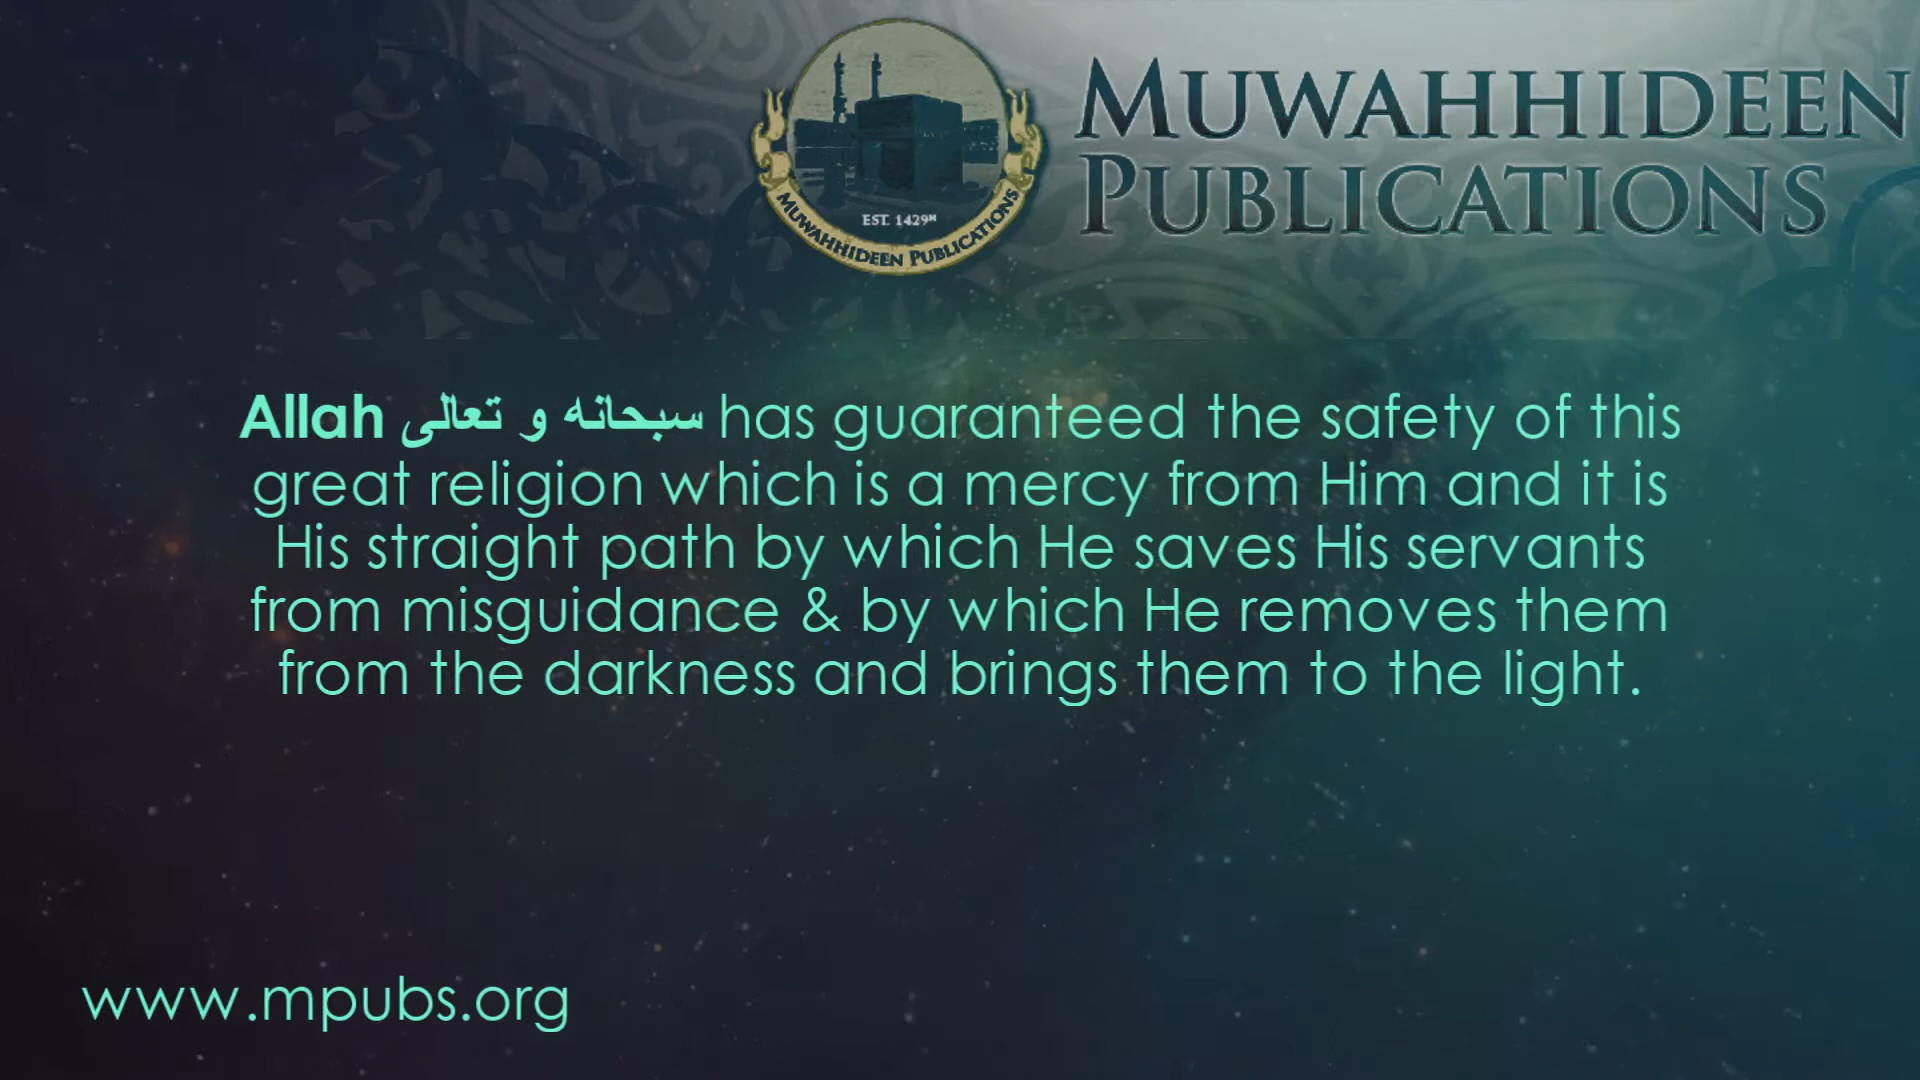 MUWAHHIDEEN
PUBLICATIONS
EST. 1429H
MUWAHHIDEEN PUBLICATIONS
Allah سبحانه و تعالى has guaranteed the safety of this
great religion which is a mercy from Him and it is
His straight path by which He saves His servants
from misguidance & by which He removes them
from the darkness and brings them to the light.
www.mpubs.org